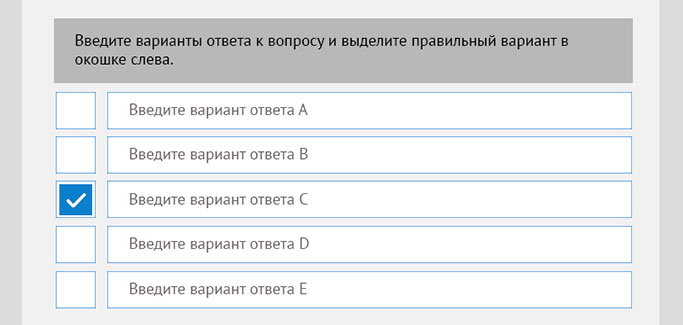 Введите варианты ответа к вопросу и выделите правильный вариант в
окошке слева.
Введите вариант ответа A
Введите вариант ответа B
Введите вариант ответа C
Введите вариант ответа D
Введите вариант ответа E